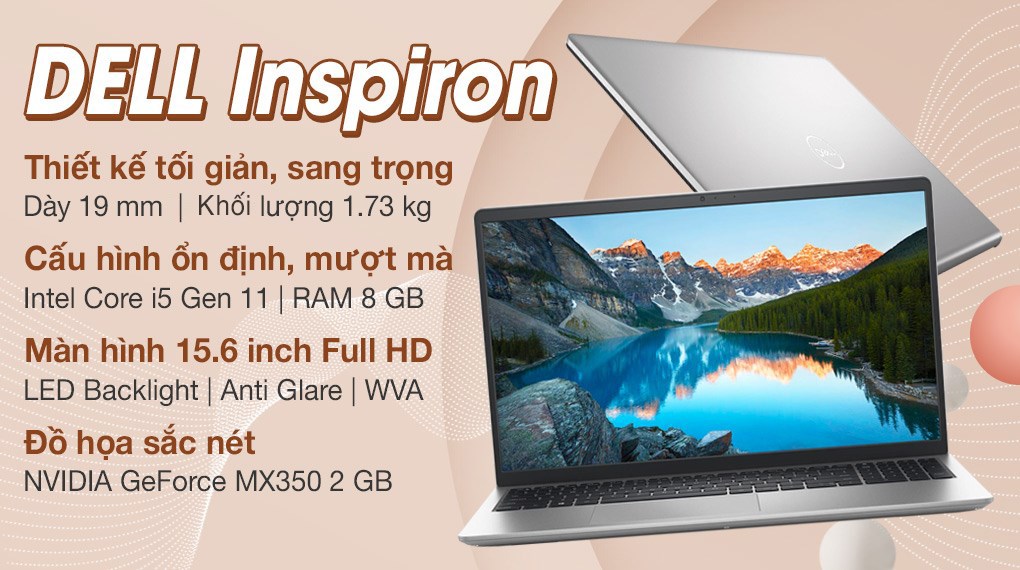 DELL Inspiron
Thiết kế tối giản, sang trọng
Dày 19 mm | Khối lượng 1.73 kg
Cấu hình ổn định, mượt mà
Intel Core i5 Gen 11 | RAM 8 GB
Màn hình 15.6 inch Full HD
LED Backlight | Anti Glare | WVA
Đồ họa sắc nét
NVIDIA GeForce MX350 2 GB
DELL